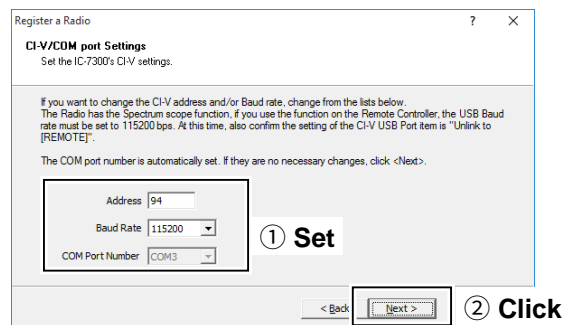 Register a Radio ? ×
CI-V/COM port Settings
Set the IC-7300's CI-V settings.
If you want to change the CI-V address and/or Baud rate, change from the lists below.
The Radio has the Spectrum scope function, if you use the function on the Remote Controller, the USB Baud
rate must be set to 115200 bps. At this time, also confirm the setting of the CI-V USB Port item is "Unlink to
[REMOTE]".
The COM port number is automatically set. If they are no necessary changes, click <Next>.
Address 94
Baud Rate 115200
① Set
COM Port Number COM3
< Back Next > ② Click